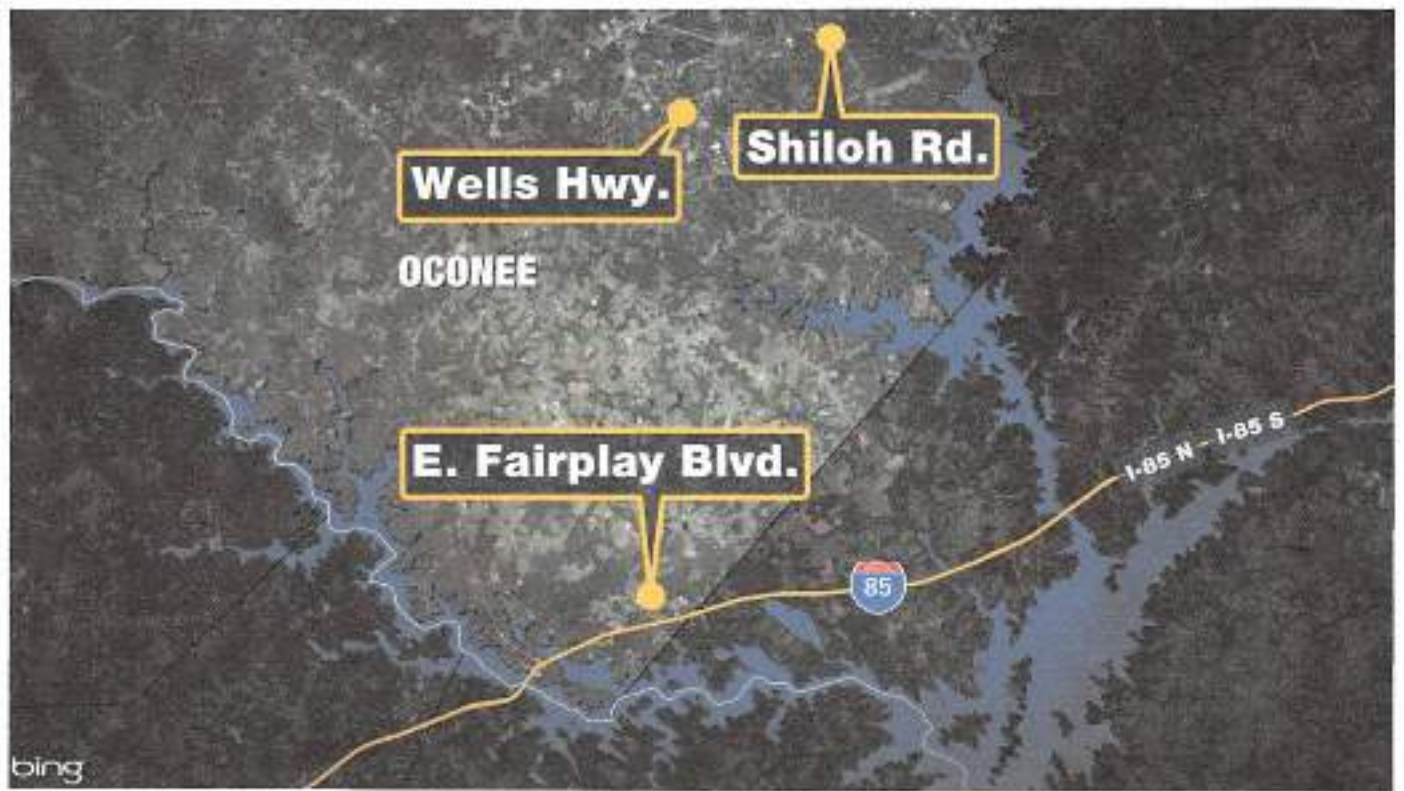 Shiloh Rd.
Wells Hwy.
OCONEE
E. Fairplay Blvd.
I-85 N - I-85 S
85
bing